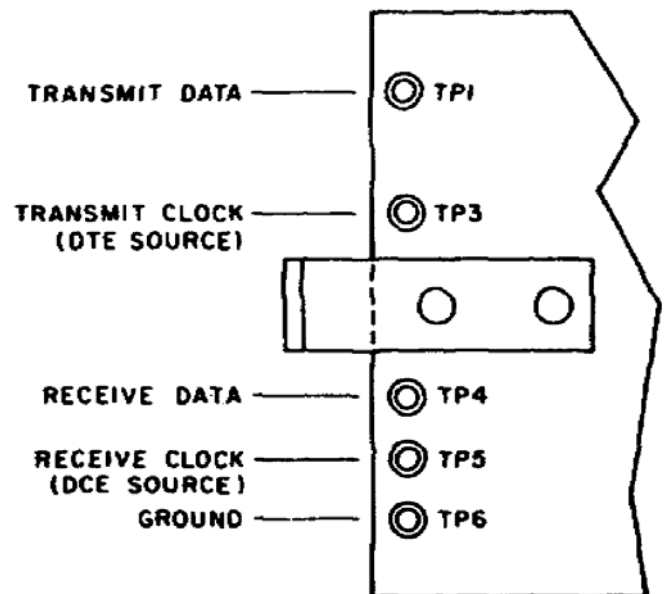 TRANSMIT DATA TP1
TRANSMIT CLOCK TP3
(DTE SOURCE)
RECEIVE DATA TP4
RECEIVE CLOCK TP5
(DCE SOURCE)
GROUND TP6